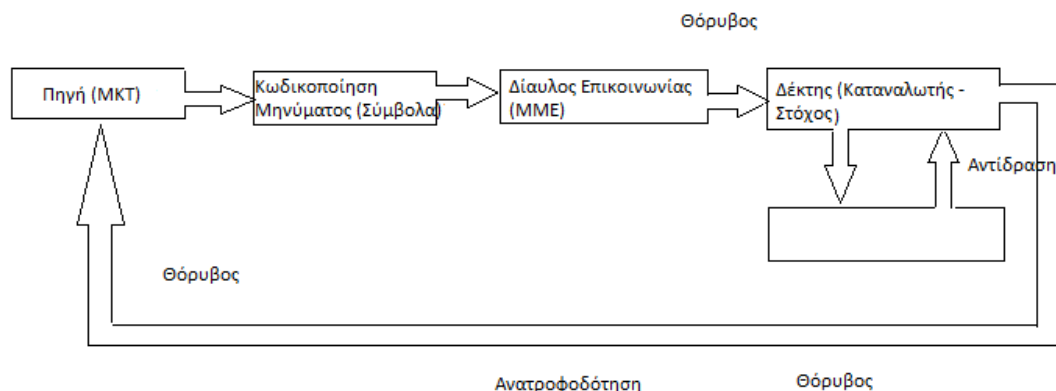 Θόρυβος
Πηγή (ΜΚΤ)
Κωδικοποίηση
Μηνύματος (Σύμβολα)
Δίαυλος Επικοινωνίας
(ΜΜΕ)
Δέκτης (Καταναλωτής -
Στόχος)
Αντίδραση
Θόρυβος
Ανατροφοδότηση
Θόρυβος